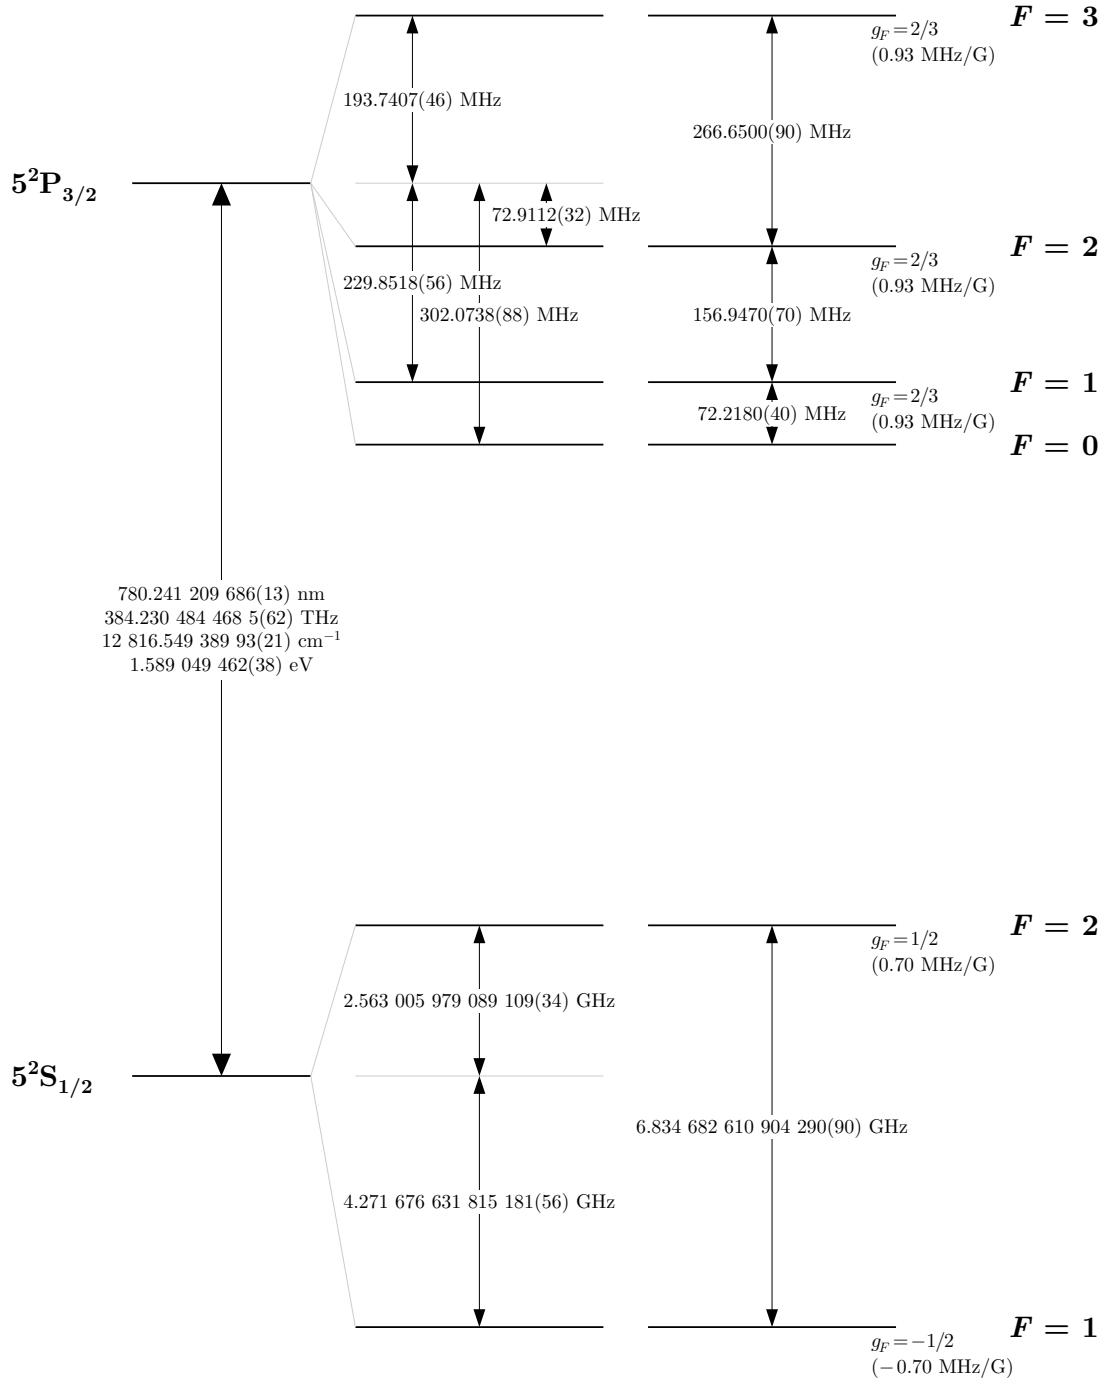 F = 3
g_F = 2/3
(0.93 MHz/G)
193.7407(46) MHz
266.6500(90) MHz
5²P₃/₂
72.9112(32) MHz
F = 2
g_F = 2/3
(0.93 MHz/G)
229.8518(56) MHz
302.0738(88) MHz
156.9470(70) MHz
F = 1
g_F = 2/3
(0.93 MHz/G)
72.2180(40) MHz
F = 0
780.241 209 686(13) nm
384.230 484 468 5(62) THz
12 816.549 389 93(21) cm⁻¹
1.589 049 462(38) eV
F = 2
g_F = 1/2
(0.70 MHz/G)
2.563 005 979 089 109(34) GHz
5²S₁/₂
6.834 682 610 904 290(90) GHz
4.271 676 631 815 181(56) GHz
F = 1
g_F = −1/2
(−0.70 MHz/G)